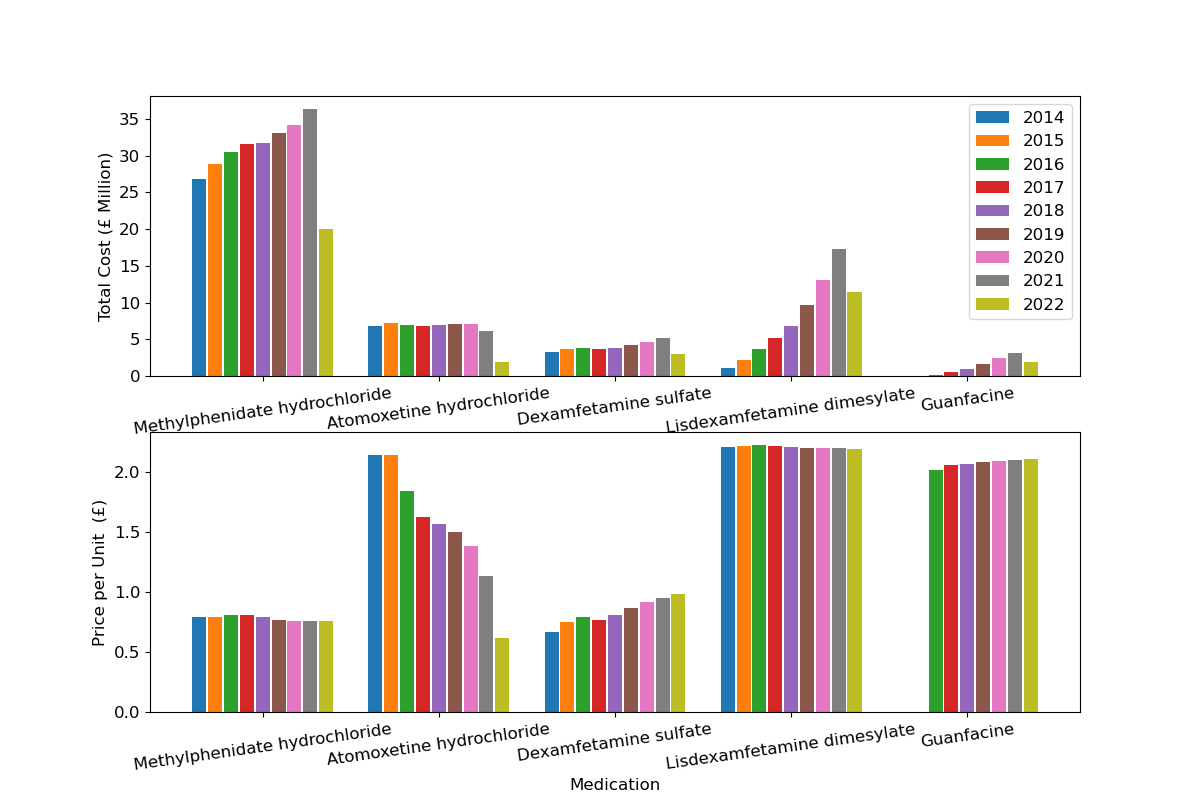 35
30
25
20
15
10
5
0
Total Cost (£ Million)
2014
2015
2016
2017
2018
2019
2020
2021
2022
Methylphenidate hydrochloride
Atomoxetine hydrochloride
Dexamfetamine sulfate
Lisdexamfetamine dimesylate
Guanfacine
2.0
1.5
1.0
0.5
0.0
Price per Unit (£)
Methylphenidate hydrochloride
Atomoxetine hydrochloride
Dexamfetamine sulfate
Lisdexamfetamine dimesylate
Guanfacine
Medication